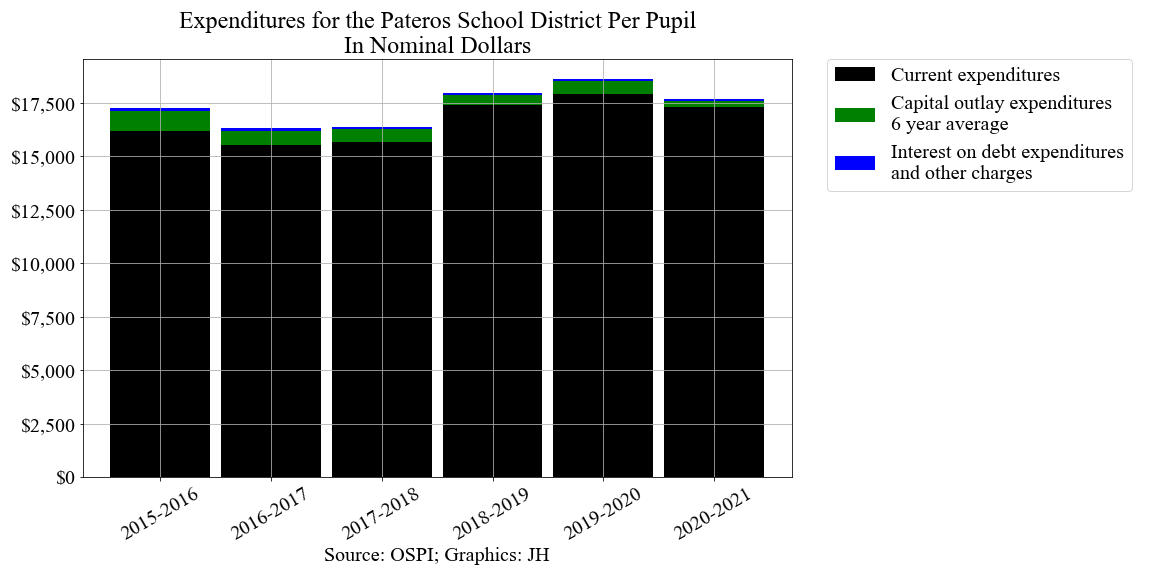 Expenditures for the Pateros School District Per Pupil
In Nominal Dollars
$17,500
$15,000
$12,500
$10,000
$7,500
$5,000
$2,500
$0
2015-2016
2016-2017
2017-2018
2018-2019
2019-2020
2020-2021
Source: OSPI; Graphics: JH
Current expenditures
Capital outlay expenditures
6 year average
Interest on debt expenditures
and other charges